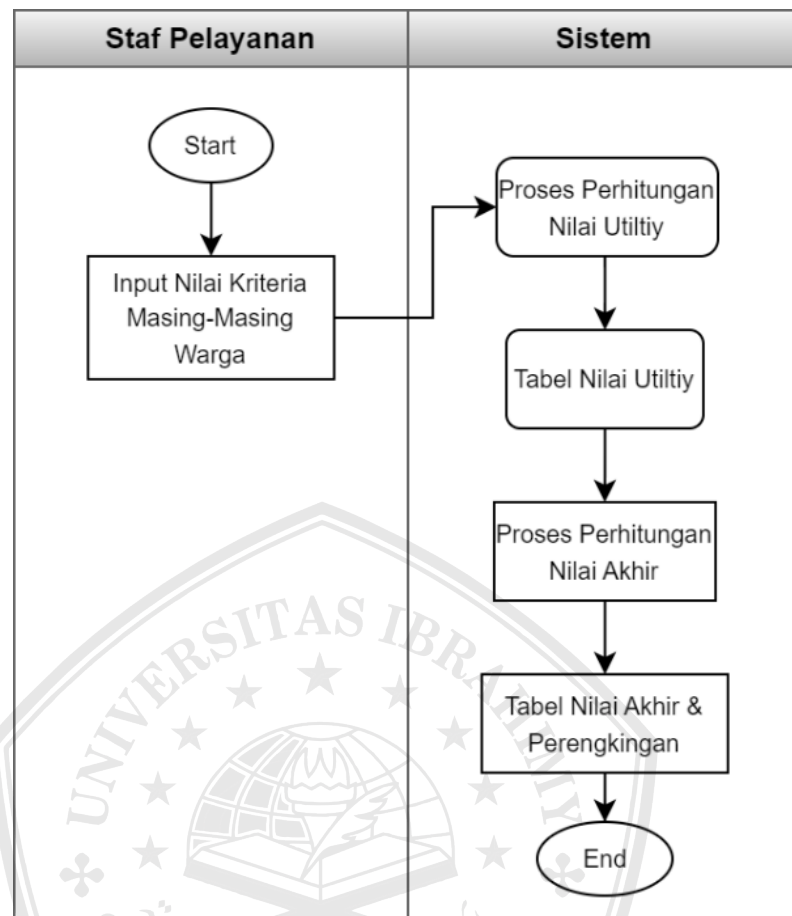 Staf Pelayanan
Sistem
Start
Input Nilai Kriteria
Masing-Masing
Warga
Proses Perhitungan
Nilai Utiltiy
Tabel Nilai Utiltiy
Proses Perhitungan
Nilai Akhir
Tabel Nilai Akhir &
Perengkingan
End
UNIVERSITAS IBRAHIMY